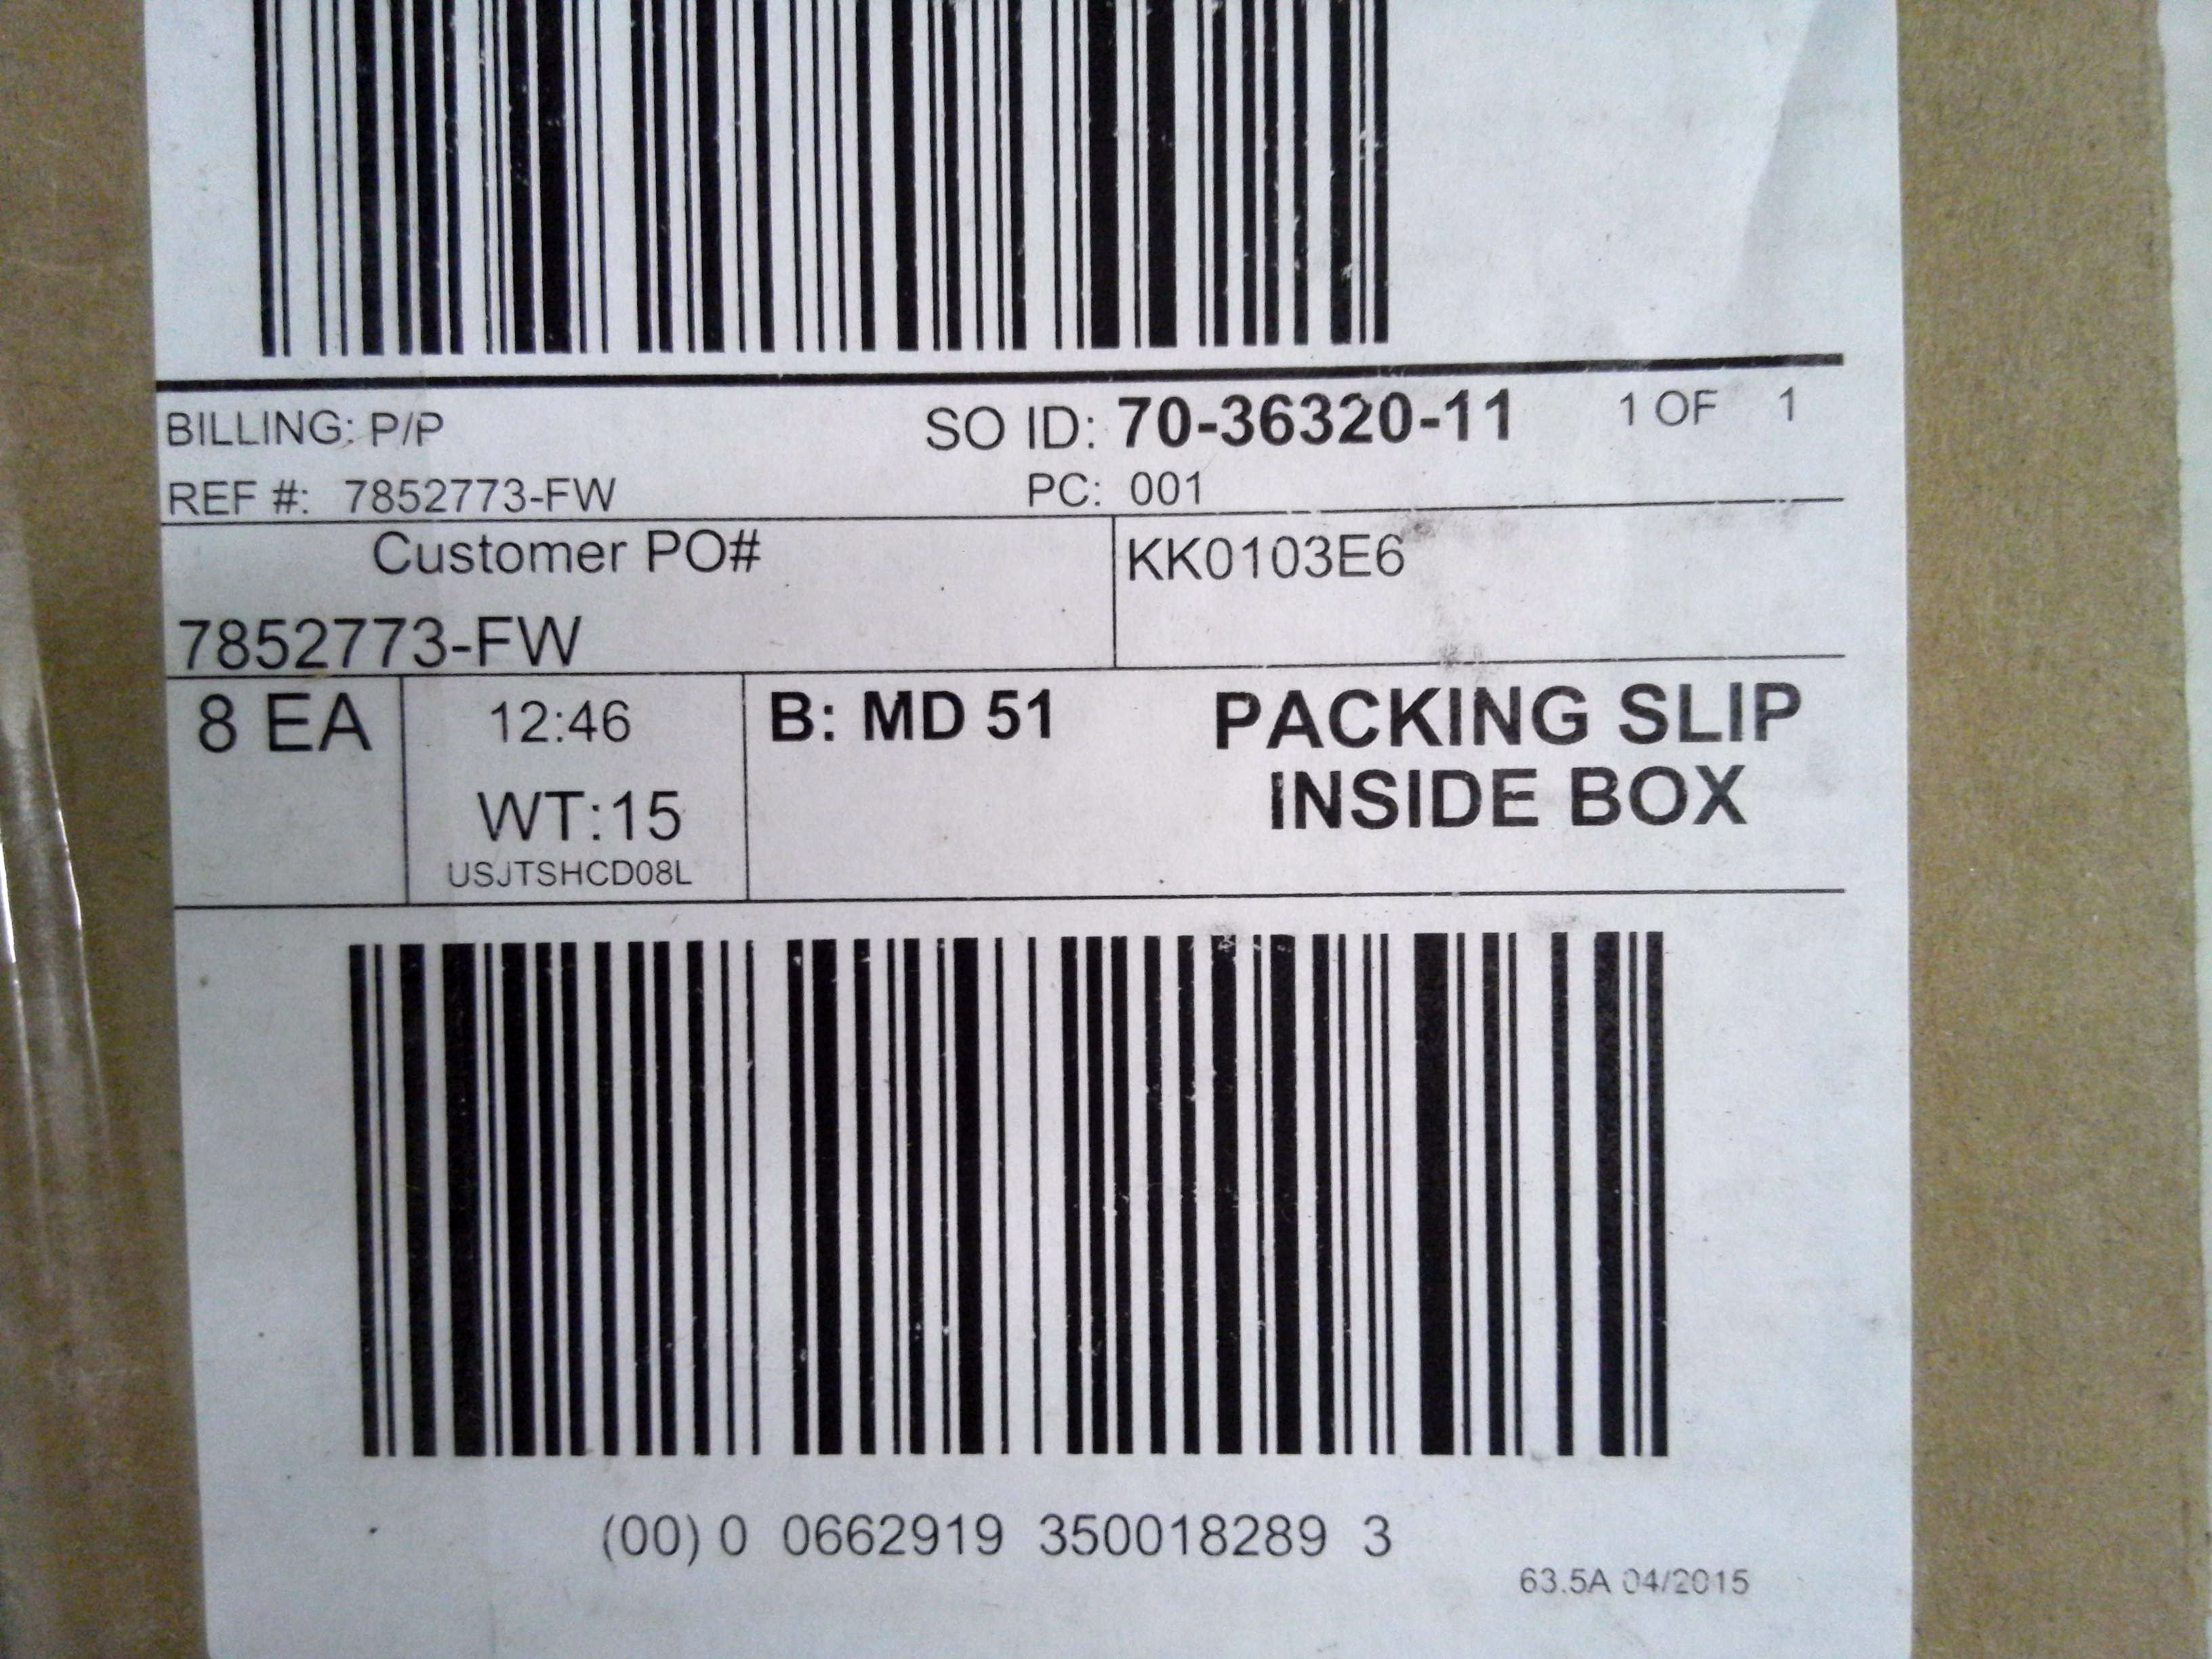 BILLING: P/P SO ID: 70-36320-11 1 OF 1
REF #: 7852773-FW PC: 001
Customer PO# KK0103E6
7852773-FW
8 EA 12:46 B: MD 51 PACKING SLIP
WT:15 INSIDE BOX
USJTSHCD08L
(00) 0 0662919 350018289 3
63.5A 04/2015